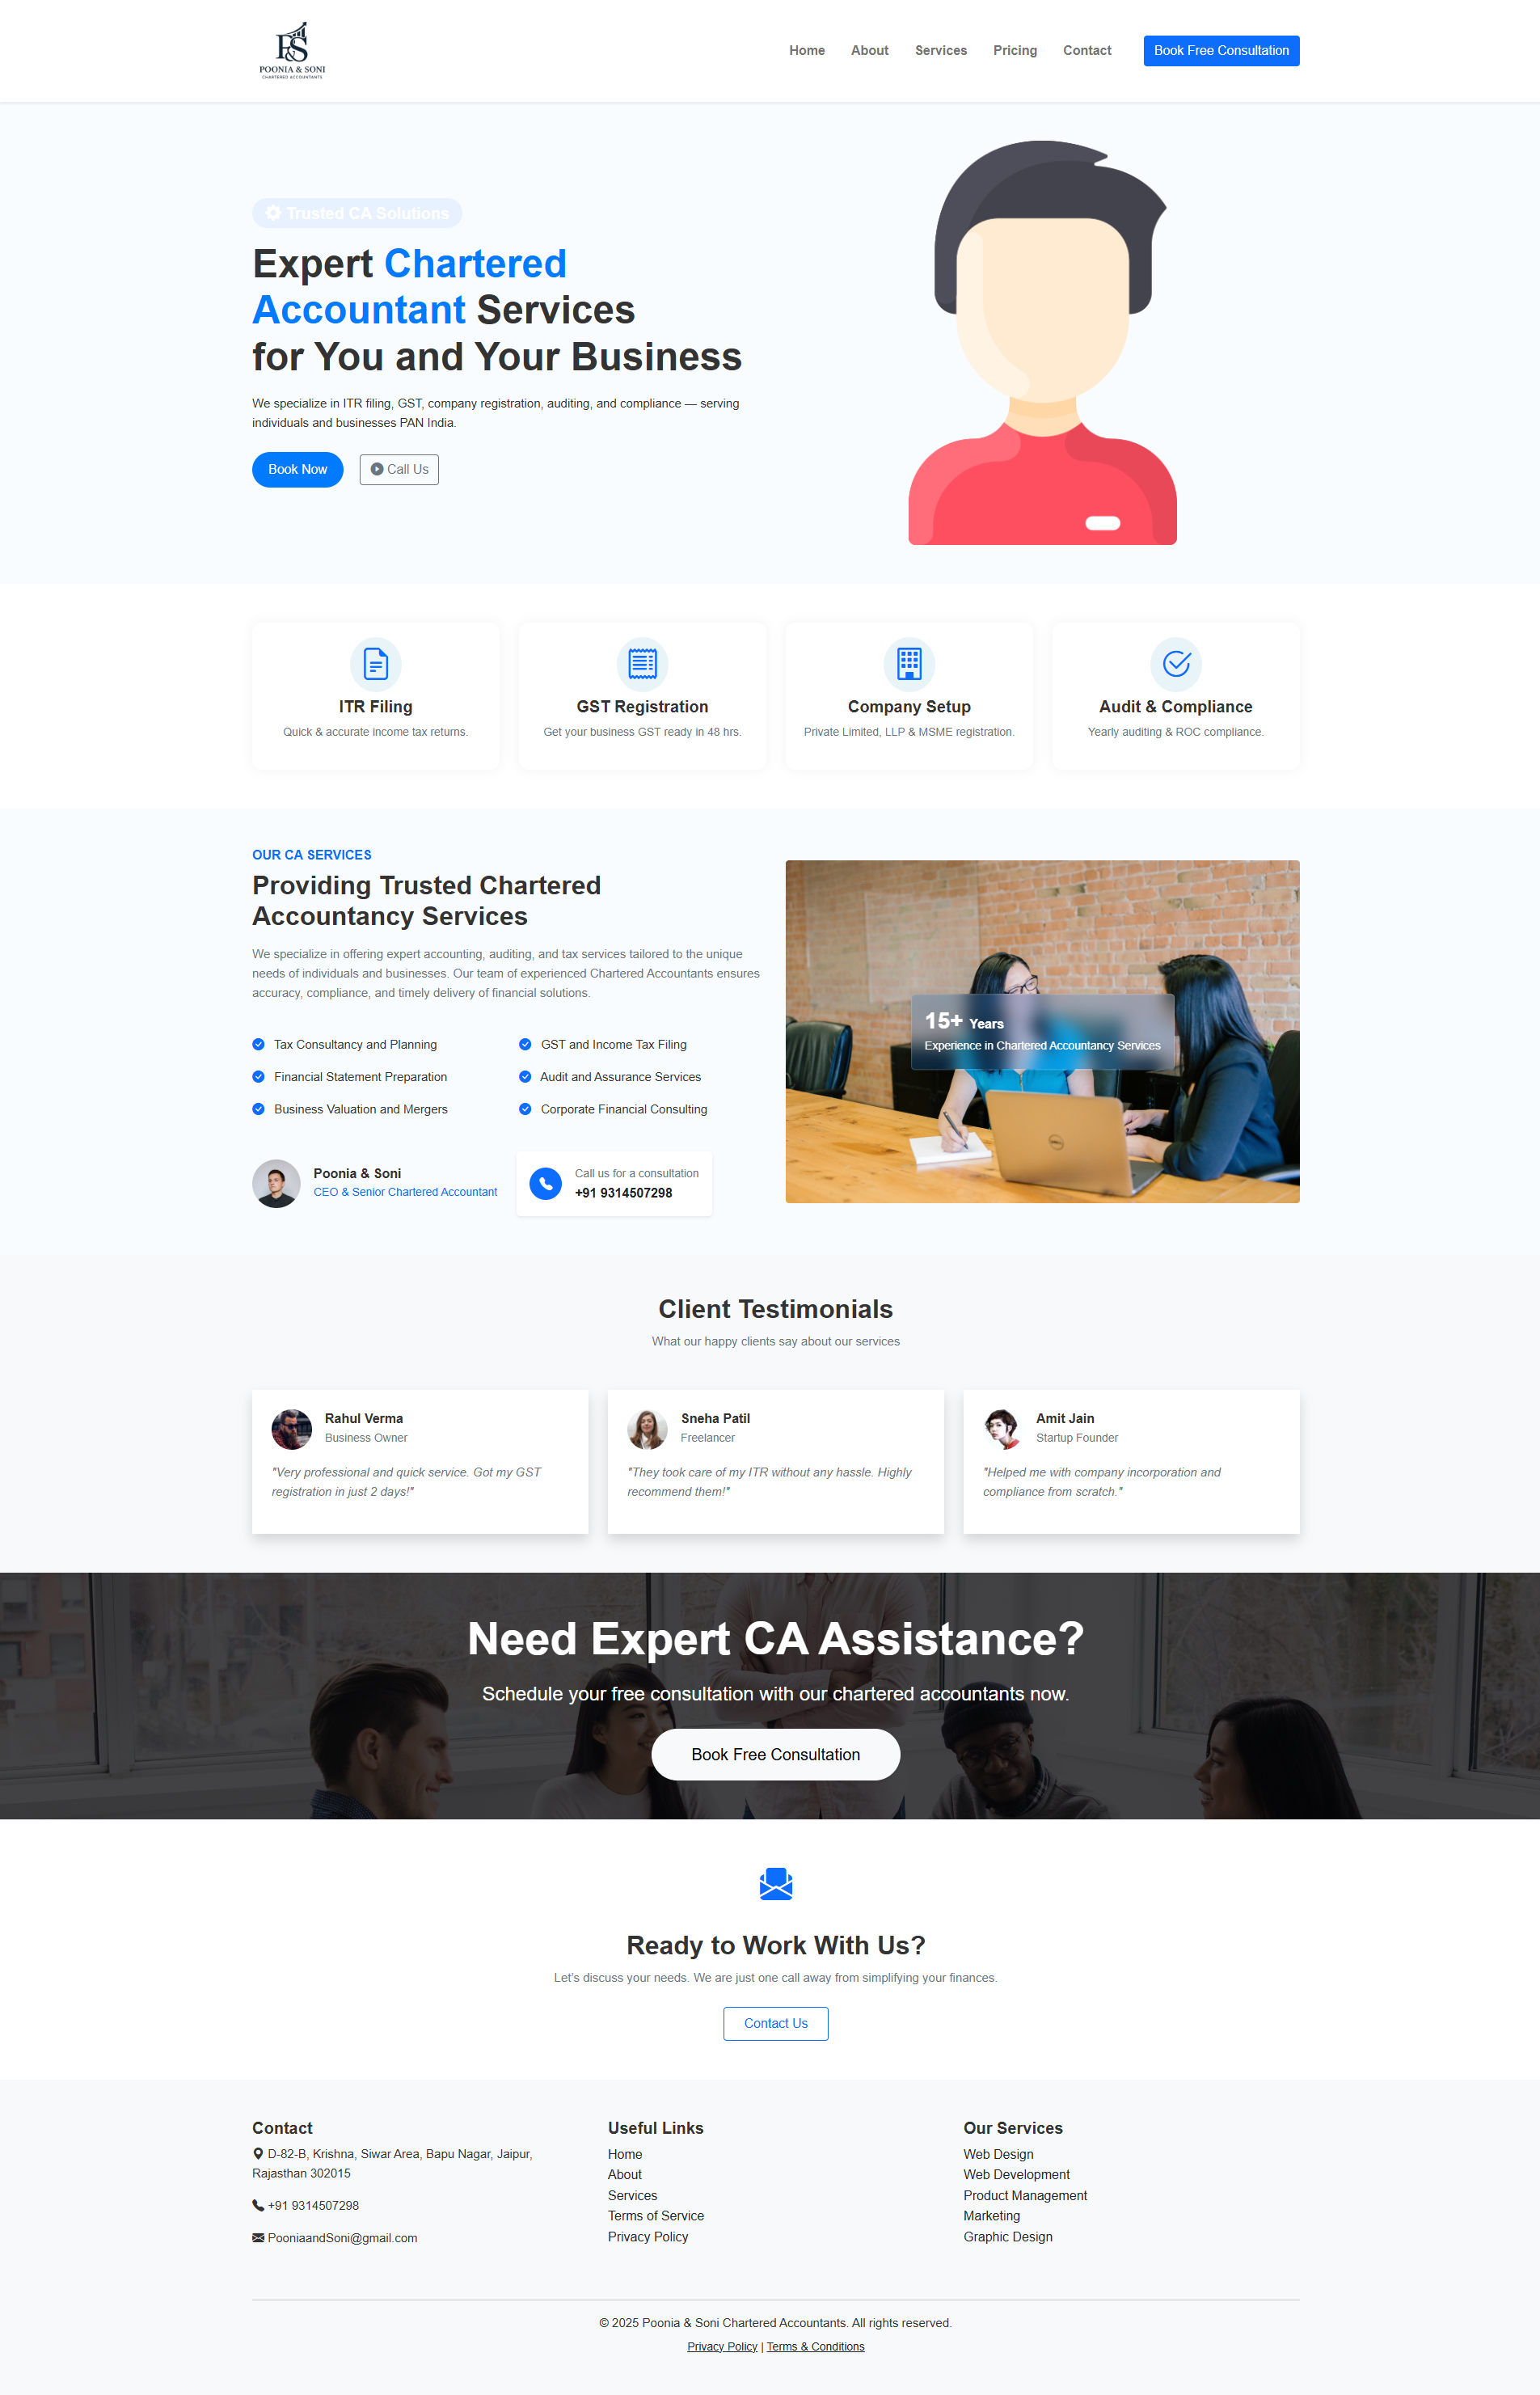 P&S
POONIA & SONI
CHARTERED ACCOUNTANTS
Home About Services Pricing Contact Book Free Consultation
Trusted CA Solutions
Expert Chartered
Accountant Services
for You and Your Business
We specialize in ITR filing, GST, company registration, auditing, and compliance — serving
individuals and businesses PAN India.
Book Now Call Us
ITR Filing
Quick & accurate income tax returns.
GST Registration
Get your business GST ready in 48 hrs.
Company Setup
Private Limited, LLP & MSME registration.
Audit & Compliance
Yearly auditing & ROC compliance.
OUR CA SERVICES
Providing Trusted Chartered
Accountancy Services
We specialize in offering expert accounting, auditing, and tax services tailored to the unique
needs of individuals and businesses. Our team of experienced Chartered Accountants ensures
accuracy, compliance, and timely delivery of financial solutions.
Tax Consultancy and Planning
Financial Statement Preparation
Business Valuation and Mergers
GST and Income Tax Filing
Audit and Assurance Services
Corporate Financial Consulting
Poonia & Soni
CEO & Senior Chartered Accountant
Call us for a consultation
+91 9314507298
15+ Years
Experience in Chartered Accountancy Services
DELL
Client Testimonials
What our happy clients say about our services
Rahul Verma
Business Owner
"Very professional and quick service. Got my GST
registration in just 2 days!"
Sneha Patil
Freelancer
"They took care of my ITR without any hassle. Highly
recommend them!"
Amit Jain
Startup Founder
"Helped me with company incorporation and
compliance from scratch."
Need Expert CA Assistance?
Schedule your free consultation with our chartered accountants now.
Book Free Consultation
Ready to Work With Us?
Let's discuss your needs. We are just one call away from simplifying your finances.
Contact Us
Contact
D-82-B, Krishna, Siwar Area, Bapu Nagar, Jaipur,
Rajasthan 302015
+91 9314507298
PooniaandSoni@gmail.com
Useful Links
Home
About
Services
Terms of Service
Privacy Policy
Our Services
Web Design
Web Development
Product Management
Marketing
Graphic Design
© 2025 Poonia & Soni Chartered Accountants. All rights reserved.
Privacy Policy | Terms & Conditions